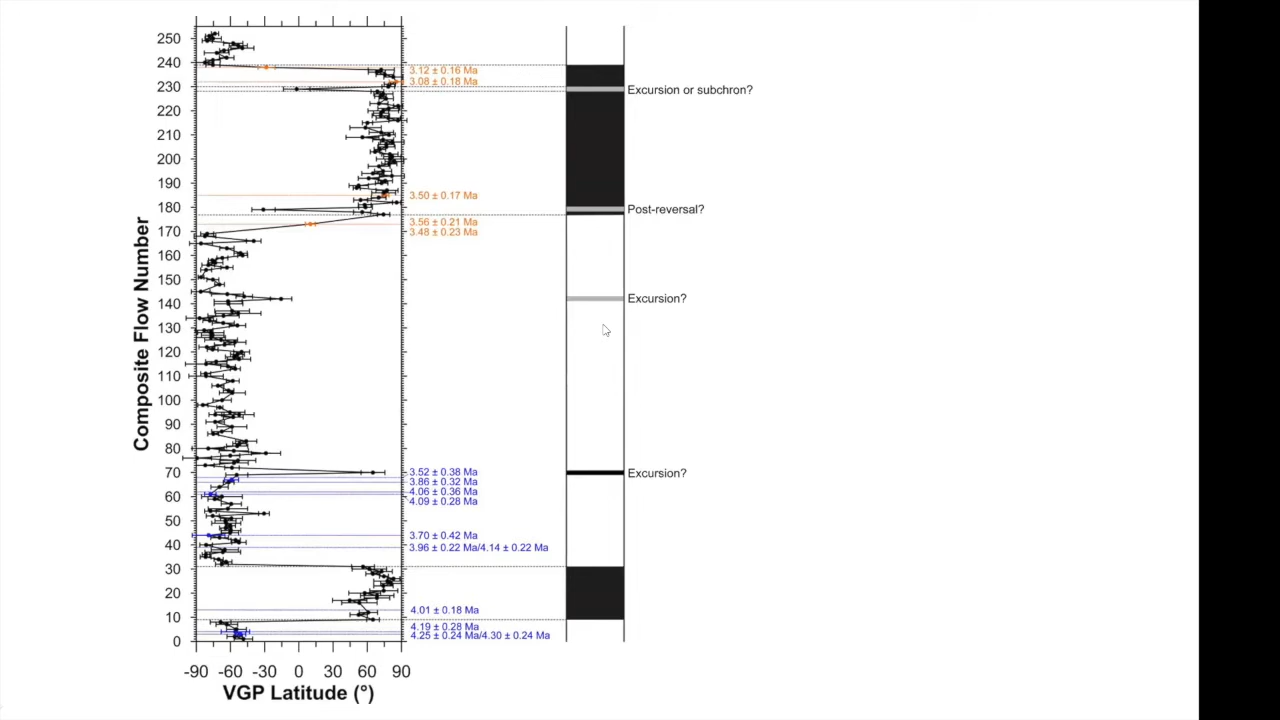 250
240
230
220
210
200
190
180
170
160
150
140
130
120
110
100
90
80
70
60
50
40
30
20
10
0
Composite Flow Number
-90 -60 -30 0 30 60 90
VGP Latitude (°)
3.12 ± 0.16 Ma
3.08 ± 0.18 Ma
3.50 ± 0.17 Ma
3.56 ± 0.21 Ma
3.48 ± 0.23 Ma
3.52 ± 0.38 Ma
3.86 ± 0.32 Ma
4.06 ± 0.36 Ma
4.09 ± 0.28 Ma
3.70 ± 0.42 Ma
3.96 ± 0.22 Ma/4.14 ± 0.22 Ma
4.01 ± 0.18 Ma
4.19 ± 0.28 Ma
4.25 ± 0.24 Ma/4.30 ± 0.24 Ma
Excursion or subchron?
Post-reversal?
Excursion?
Excursion?